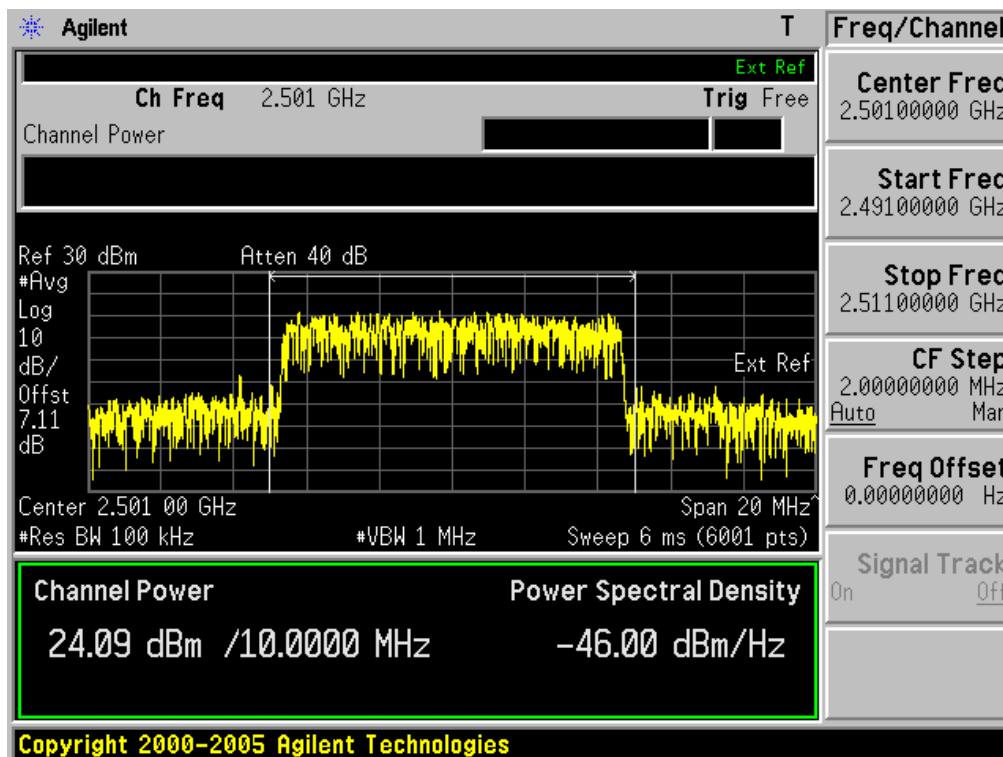 Agilent T
Freq/Channel
Ext Ref
Ch Freq 2.501 GHz Trig Free
Channel Power
Center Freq
2.50100000 GHz
Start Freq
2.49100000 GHz
Stop Freq
2.51100000 GHz
CF Step
2.00000000 MHz
Auto Man
Freq Offset
0.00000000 Hz
Signal Track
On Off
Ref 30 dBm Atten 40 dB
#Avg
Log
10
dB/
Offst
7.11
dB
Ext Ref
Center 2.501 00 GHz Span 20 MHz^
#Res BW 100 kHz #VBW 1 MHz Sweep 6 ms (6001 pts)
Channel Power Power Spectral Density
24.09 dBm /10.0000 MHz -46.00 dBm/Hz
Copyright 2000-2005 Agilent Technologies